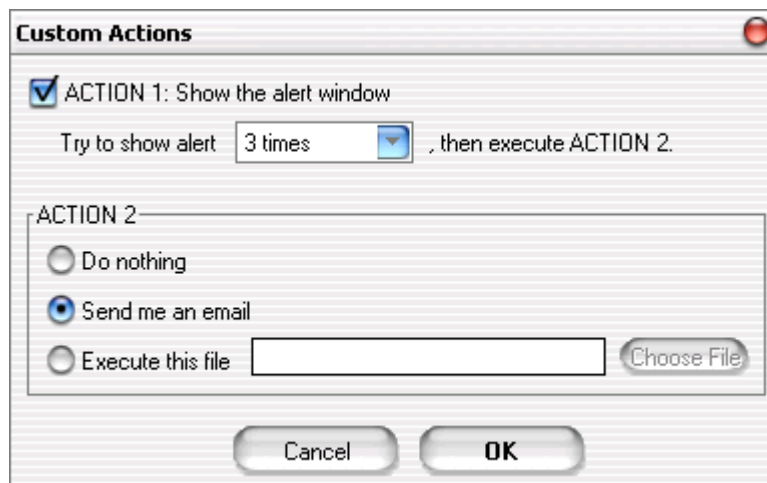 Custom Actions
ACTION 1: Show the alert window
Try to show alert 3 times , then execute ACTION 2.
ACTION 2
Do nothing
Send me an email
Execute this file Choose File
Cancel OK